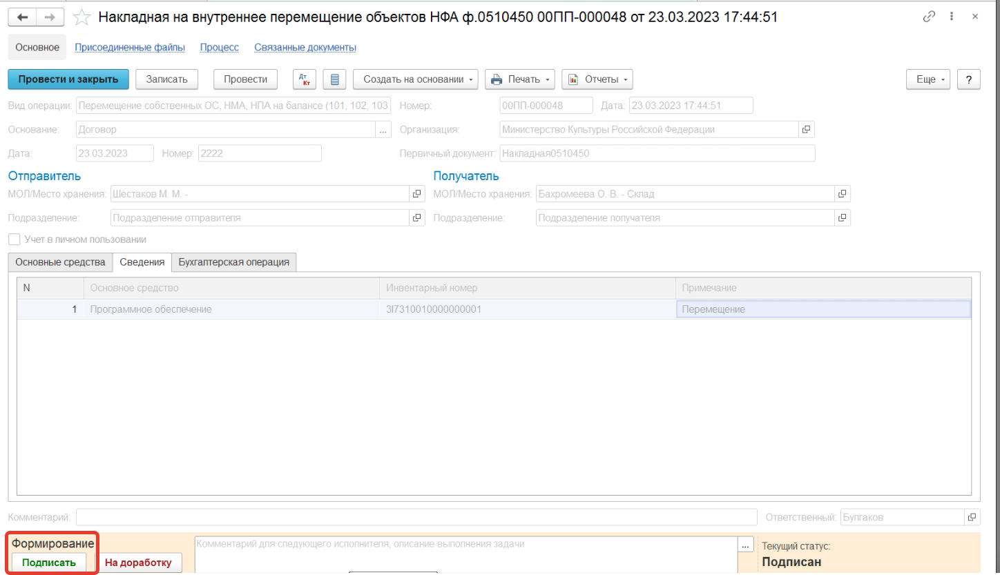 Накладная на внутреннее перемещение объектов НФА ф.0510450 00ПП-000048 от 23.03.2023 17:44:51
Основное Присоединенные файлы Процесс Связанные документы
Провести и закрыть Записать Провести Дт Кт Создать на основании Печать Отчеты Еще ?
Вид операции: Перемещение собственных ОС, НМА, НПА на балансе (101, 102, 103 Номер: 00ПП-000048 Дата: 23.03.2023 17:44:51
Основание: Договор ... Организация: Министерство Культуры Российской Федерации
Дата: 23.03.2023 Номер: 2222 Первичный документ: Накладная0510450
Отправитель Получатель
МОЛ/Место хранения: Шестаков М. М. - МОЛ/Место хранения: Бахромеева О. В. - Склад
Подразделение: Подразделение отправителя Подразделение: Подразделение получателя
Учет в личном пользовании
Основные средства Сведения Бухгалтерская операция
N Основное средство Инвентарный номер Примечание
1 Программное обеспечение 3I7310010000000001 Перемещение
Комментарий: Ответственный: Булгаков
Формирование Комментарий для следующего исполнителя, описание выполнения задачи ... Текущий статус:
Подписать На доработку Подписан